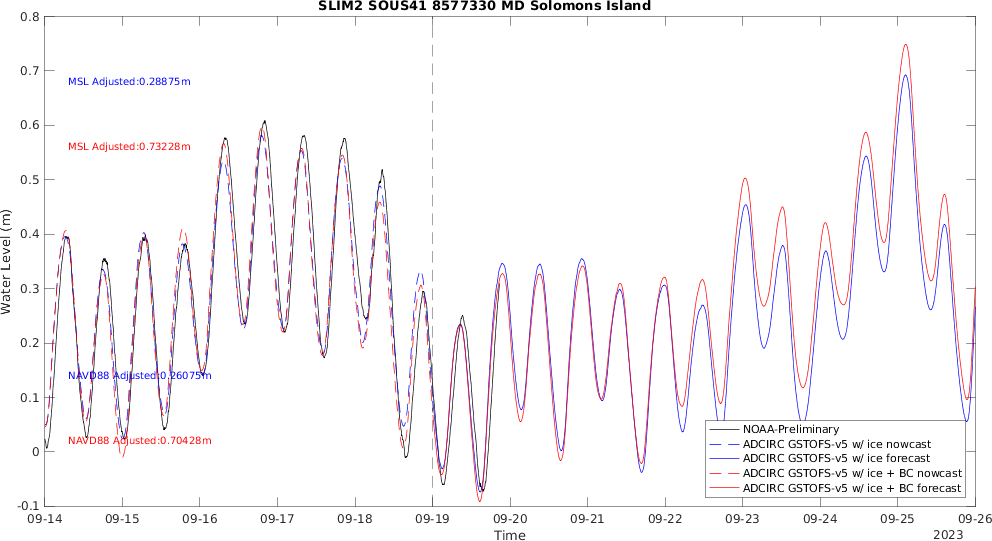 SLIM2 SOUS41 8577330 MD Solomons Island
Water Level (m)
0.8
0.7
0.6
0.5
0.4
0.3
0.2
0.1
0
-0.1
MSL Adjusted:0.28875m
MSL Adjusted:0.73228m
NAVD88 Adjusted:0.26075m
NAVD88 Adjusted:0.70428m
NOAA-Preliminary
ADCIRC GSTOFS-v5 w/ ice nowcast
ADCIRC GSTOFS-v5 w/ ice forecast
ADCIRC GSTOFS-v5 w/ice + BC nowcast
ADCIRC GSTOFS-v5 w/ice + BC forecast
09-14 09-15 09-16 09-17 09-18 09-19 09-20 09-21 09-22 09-23 09-24 09-25 09-26
Time
2023